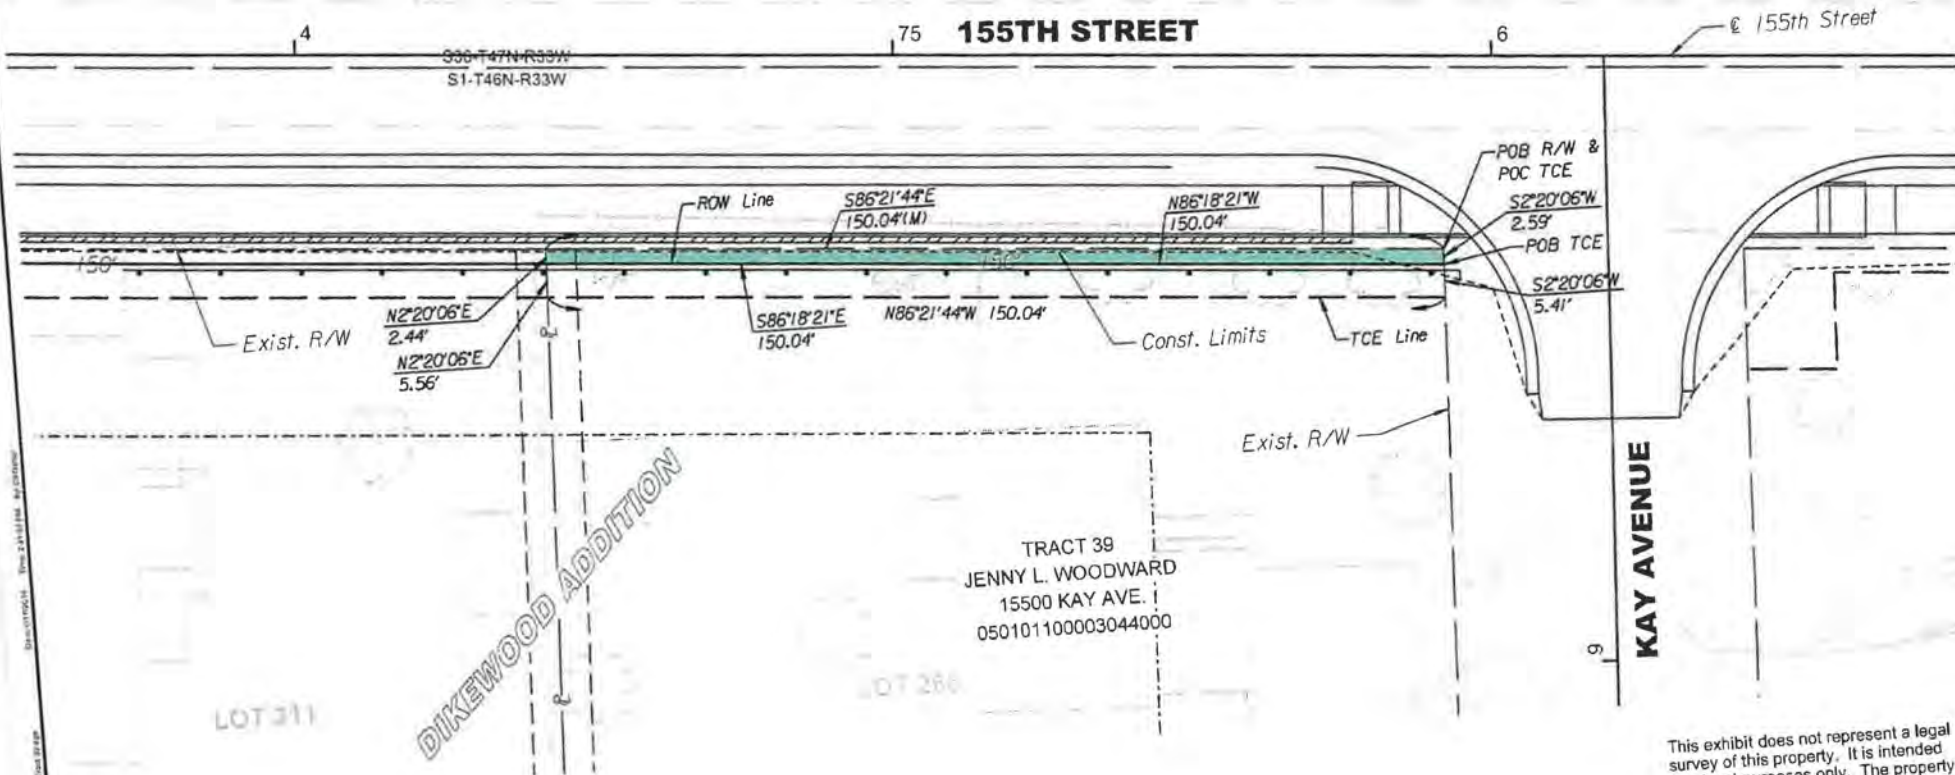 155TH STREET
4
75
6
℄ 155th Street
S36-T47N-R33W
S1-T46N-R33W
POB R/W &
POC TCE
ROW Line
S86°21'44"E
150.04'(M)
N86°18'21"W
150.04'
S2°20'06"W
2.59'
POB TCE
150'
S2°20'06"W
5.41'
N2°20'06"E
2.44'
S86°18'21"E
150.04'
N86°21'44"W 150.04'
Exist. R/W
Const. Limits
TCE Line
N2°20'06"E
5.56'
Exist. R/W
DIKEWOOD ADDITION
KAY AVENUE
9
TRACT 39
JENNY L. WOODWARD
15500 KAY AVE.
050101100003044000
LOT 311
LOT 266
This exhibit does not represent a legal
survey of this property. It is intended
purposes only. The property